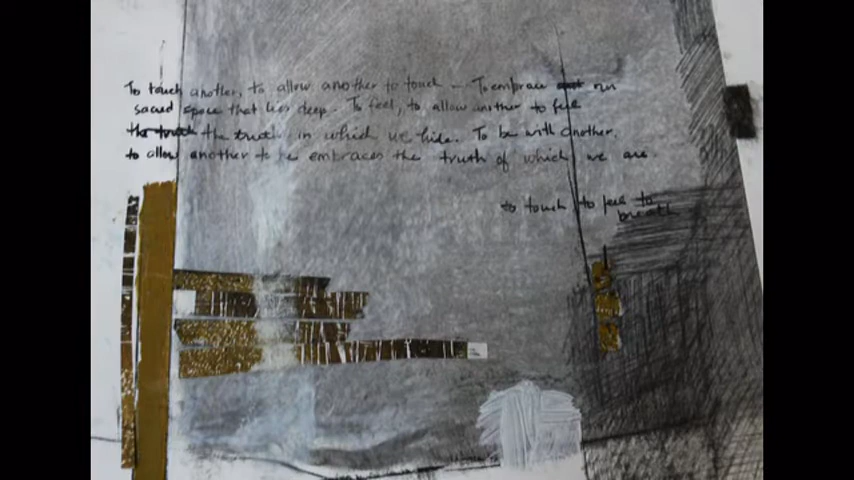 To touch another, to allow another to touch - To embrace our
sacred space that lies deep. To feel, to allow another to feel
the truth the truth in which we hide. To be with another.
to allow another to be embraces the truth of which we are.
to touch, to feel to
breath